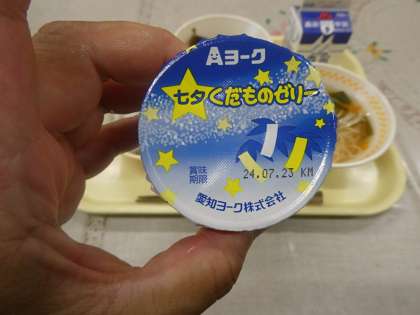 Aヨーク
七夕くだものゼリー
賞味
期限
24.07.23 KM
愛知ヨーク株式会社